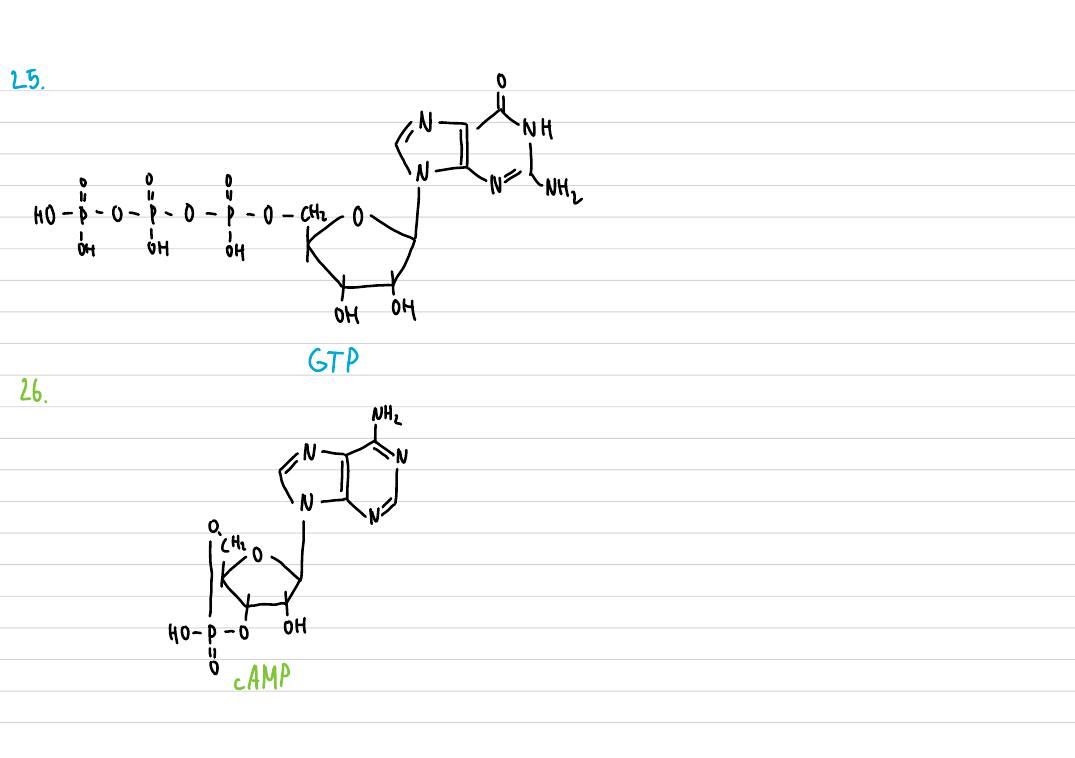 25.
O
N NH
N N NH₂
O O O
HO-P-O-P-O-P-O-CH₂ O
OH OH OH
OH OH
GTP
26.
NH₂
N N
N N
O
CH₂ O
HO-P-O OH
O
cAMP